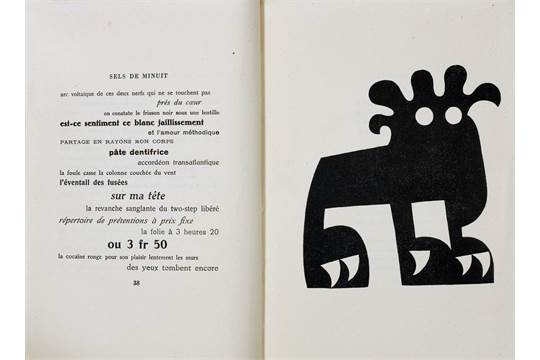 SELS DE MINUIT
arc voltaïque de ces deux nerfs qui ne se touchent pas
près du cœur
on constate le frisson noir sous une lentille
est-ce sentiment ce blanc jaillissement
et l'amour méthodique
PARTAGE EN RAYONS MON CORPS
pâte dentifrice
accordéon transatlantique
la foule casse la colonne couchée du vent
l'éventail des fusées
sur ma tête
la revanche sanglante du two-step libéré
répertoire de prétentions à prix fixe
la folie à 3 heures 20
ou 3 fr 50
la cocaïne ronge pour son plaisir lentement les murs
des yeux tombent encore
38